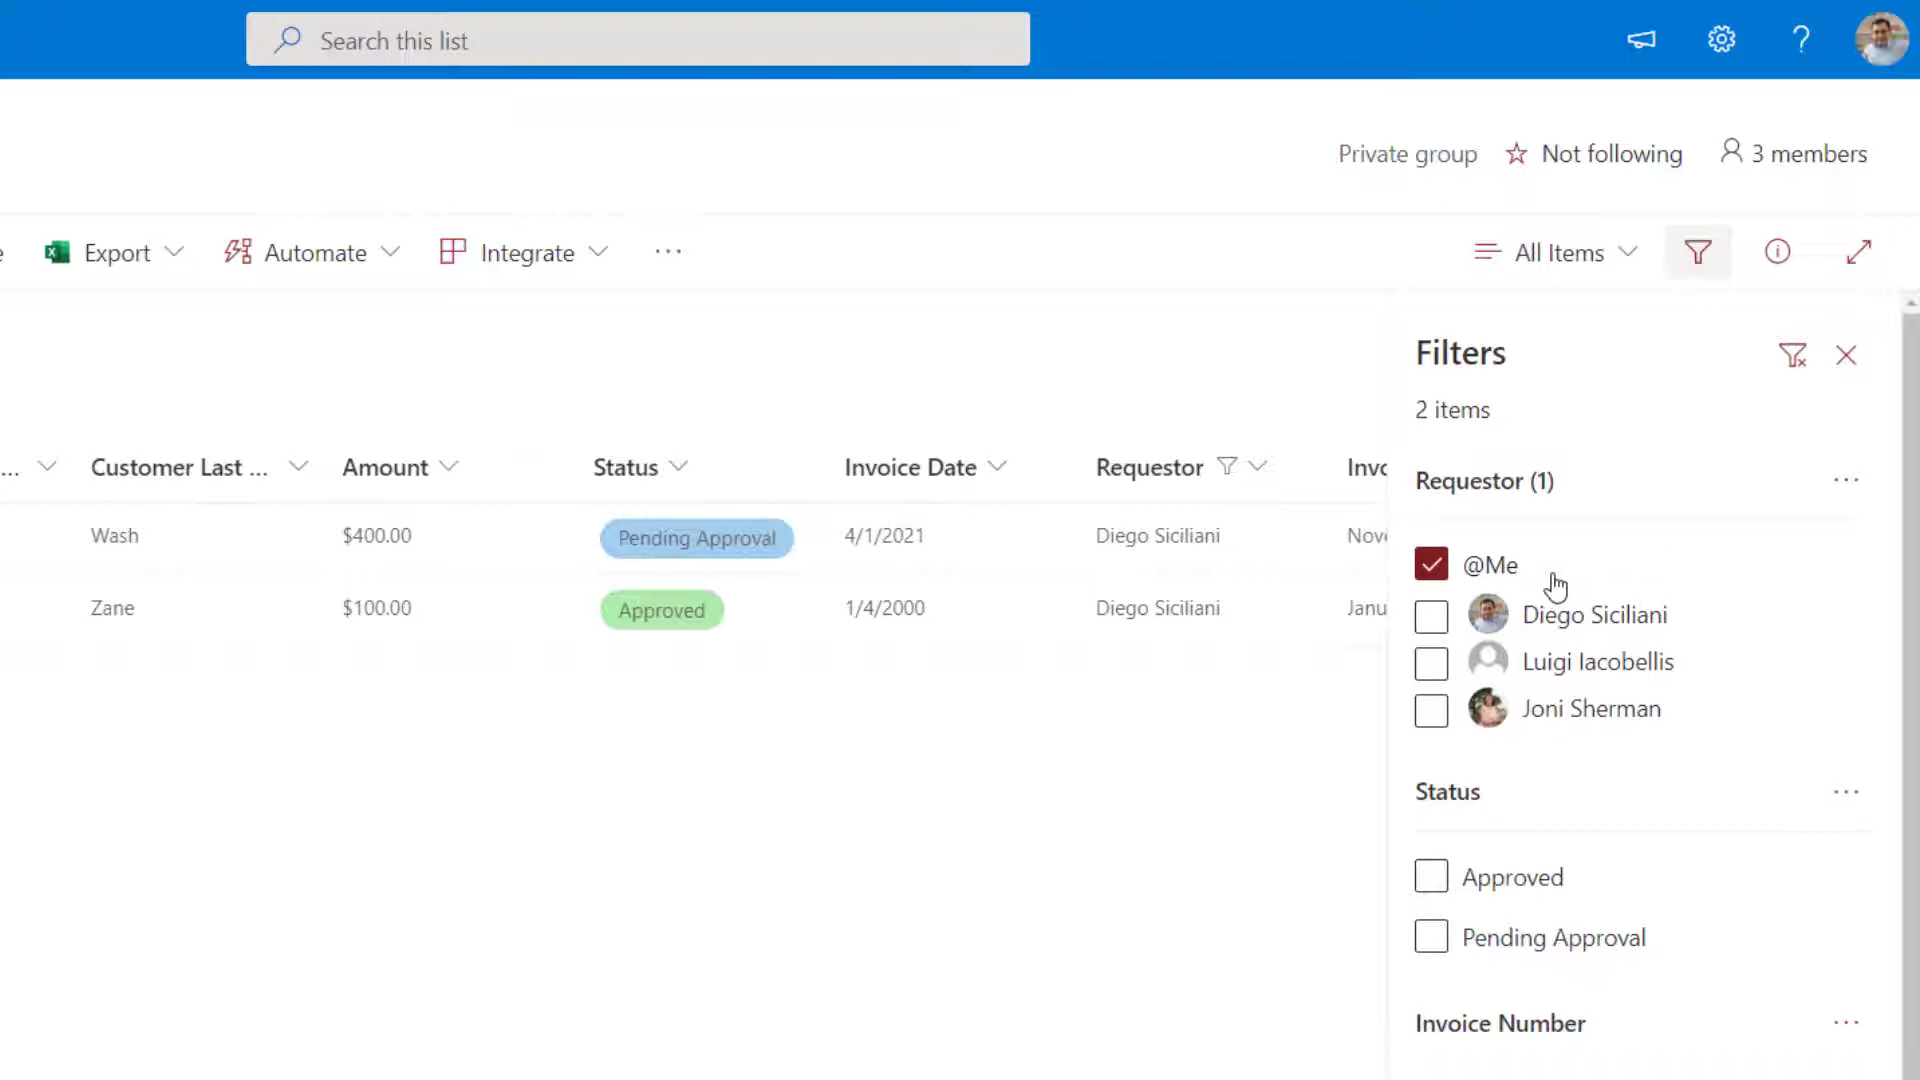 Search this list
Private group Not following 3 members
Export Automate Integrate ... All Items
Filters
2 items
... Customer Last ... Amount Status Invoice Date Requestor Invo
Requestor (1) ...
Wash $400.00 Pending Approval 4/1/2021 Diego Siciliani Nove
@Me
Zane $100.00 Approved 1/4/2000 Diego Siciliani Janu
Diego Siciliani
Luigi Iacobellis
Joni Sherman
Status ...
Approved
Pending Approval
Invoice Number ...